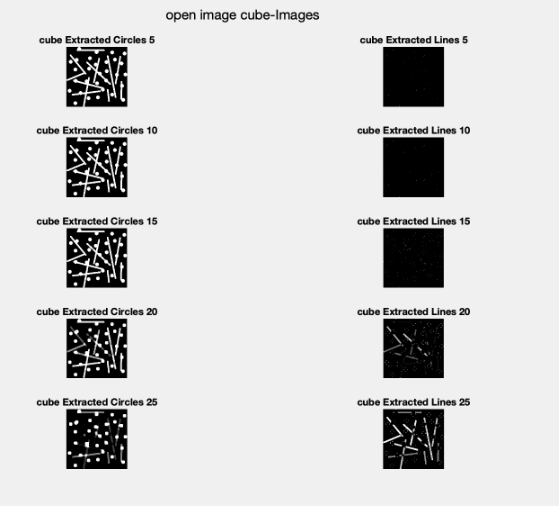 open image cube-Images
cube Extracted Circles 5
cube Extracted Lines 5
cube Extracted Circles 10
cube Extracted Lines 10
cube Extracted Circles 15
cube Extracted Lines 15
cube Extracted Circles 20
cube Extracted Lines 20
cube Extracted Circles 25
cube Extracted Lines 25